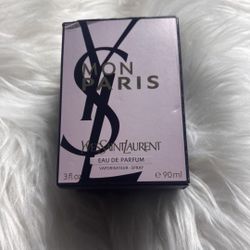 YSL
MON
PARIS
YVESSAINTLAURENT
EAU DE PARFUM
VAPORISATEUR - SPRAY
3 fl.oz
℮ 90ml